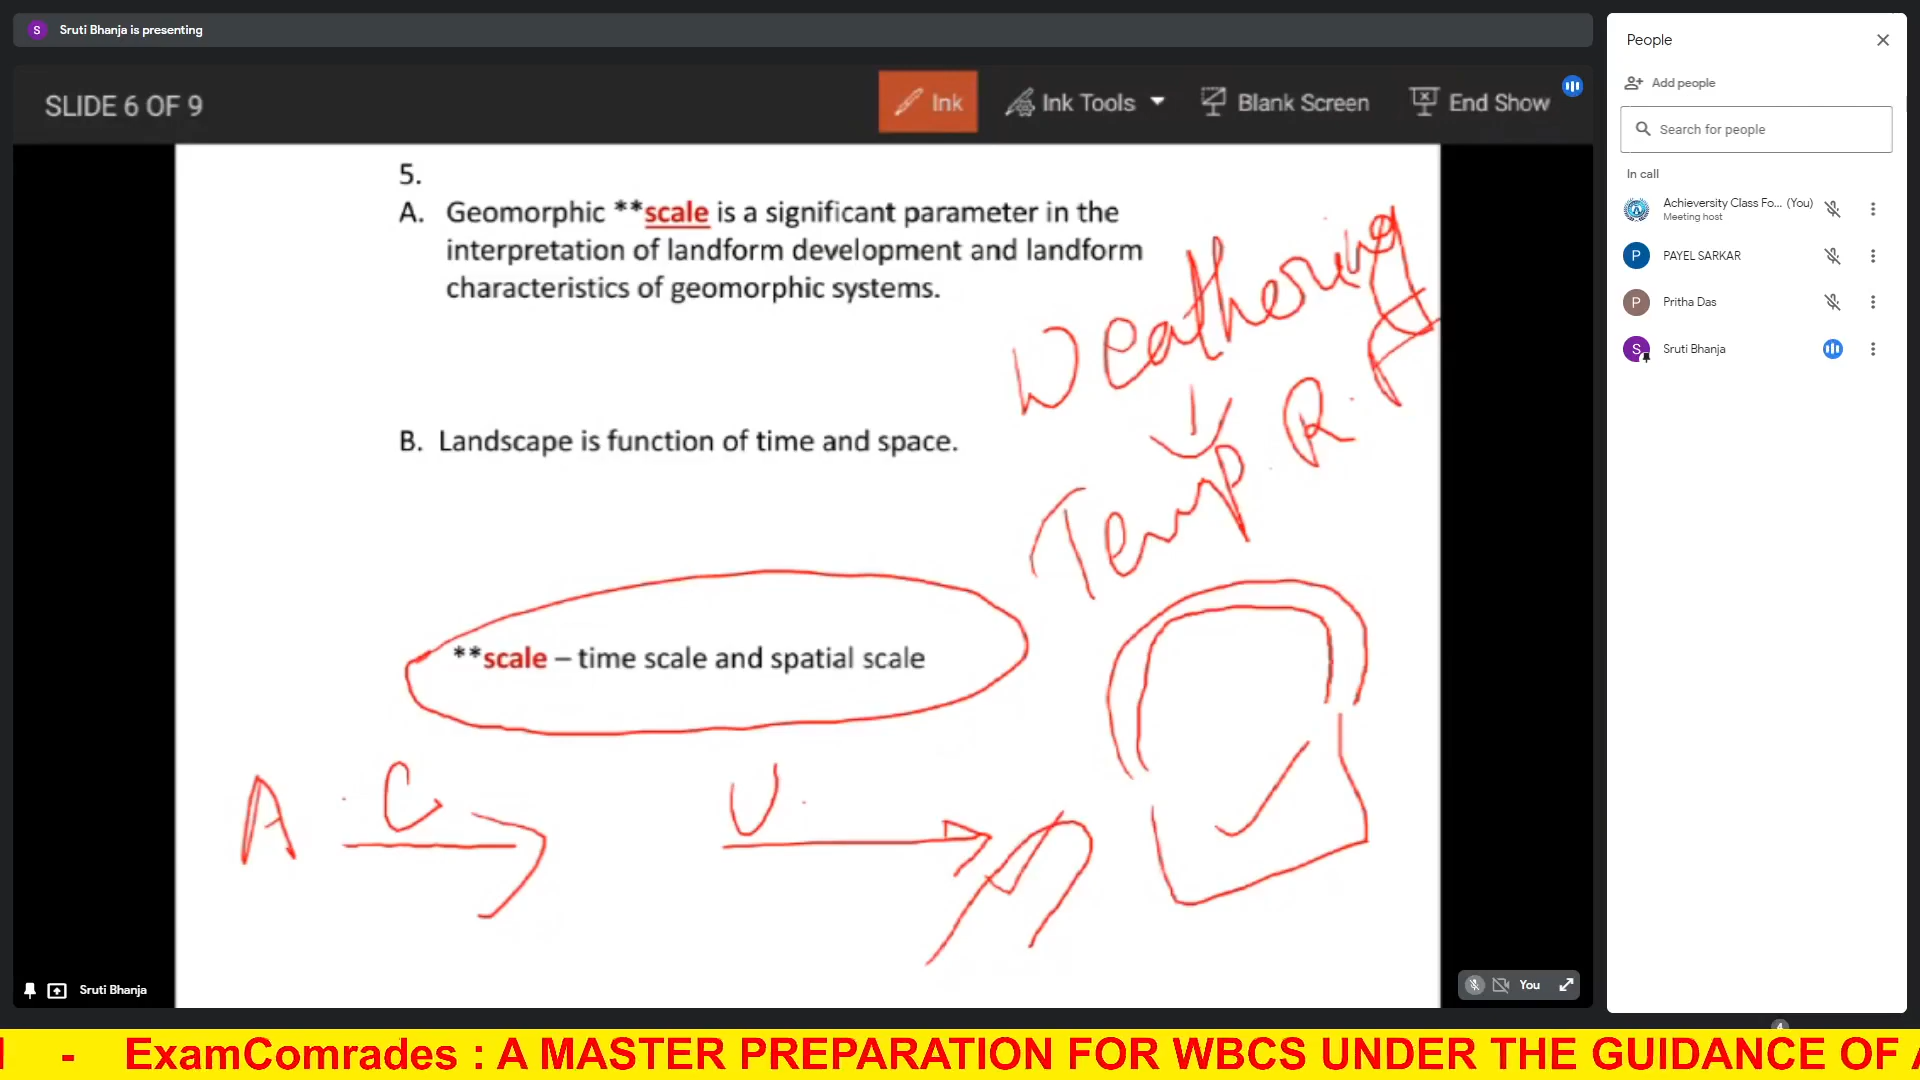 S Sruti Bhanja is presenting
SLIDE 6 OF 9
Ink
Ink Tools
Blank Screen
End Show
5.
A. Geomorphic **scale is a significant parameter in the
interpretation of landform development and landform
characteristics of geomorphic systems.
Weathering
B. Landscape is function of time and space.
Temp. R.
**scale – time scale and spatial scale
A C U
Sruti Bhanja
You
People
Add people
Search for people
In call
Achieversity Class Fo... (You)
Meeting host
P PAYEL SARKAR
P Pritha Das
S Sruti Bhanja
4
- ExamComrades : A MASTER PREPARATION FOR WBCS UNDER THE GUIDANCE OF